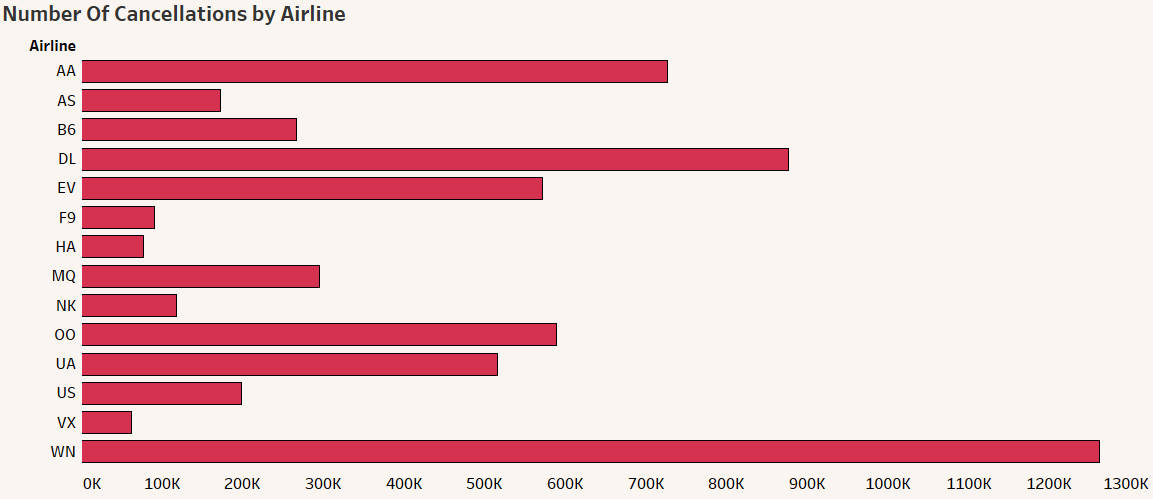 Number Of Cancellations by Airline
Airline
AA
AS
B6
DL
EV
F9
HA
MQ
NK
OO
UA
US
VX
WN
0K 100K 200K 300K 400K 500K 600K 700K 800K 900K 1000K 1100K 1200K 1300K